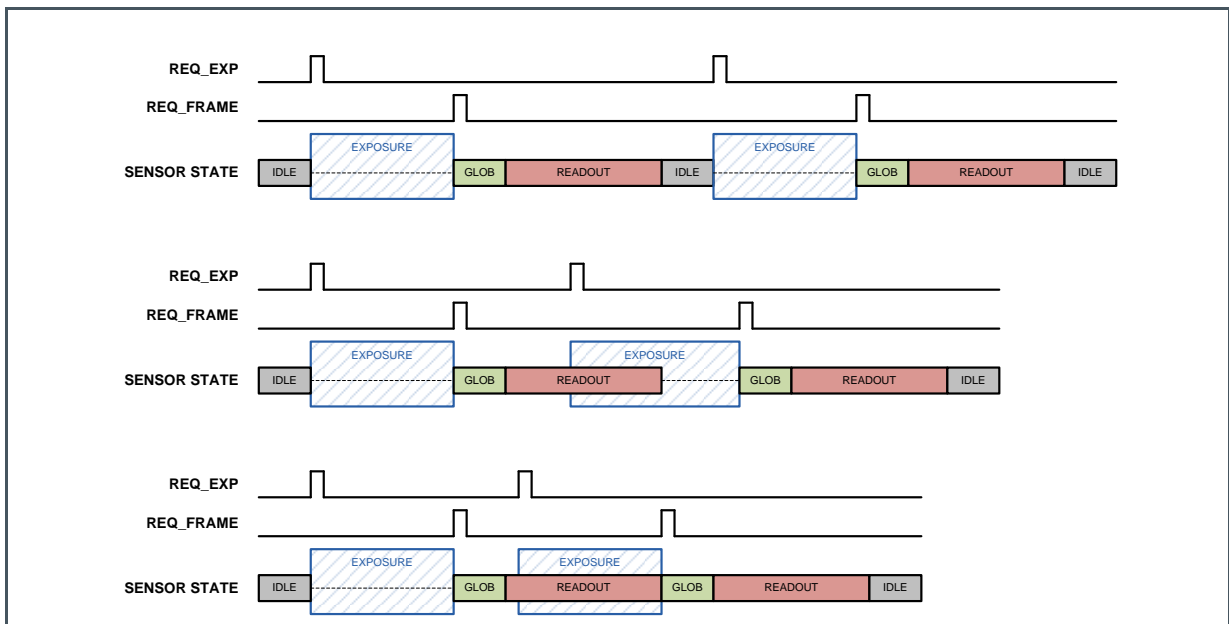 REQ_EXP
REQ_FRAME
EXPOSURE EXPOSURE
SENSOR STATE IDLE GLOB READOUT IDLE GLOB READOUT IDLE
REQ_EXP
REQ_FRAME
EXPOSURE EXPOSURE
SENSOR STATE IDLE GLOB READOUT GLOB READOUT IDLE
REQ_EXP
REQ_FRAME
EXPOSURE EXPOSURE
SENSOR STATE IDLE GLOB READOUT GLOB READOUT IDLE